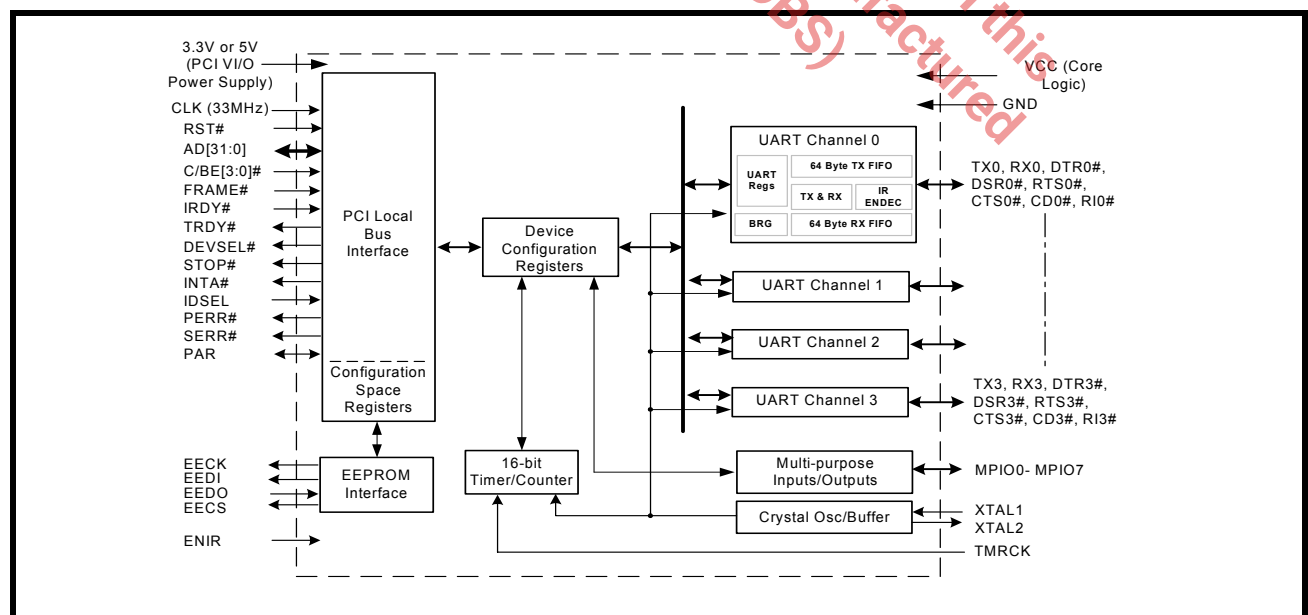 n this
factured
OBS)
3.3V or 5V
(PCI VI/O
Power Supply)
CLK (33MHz)
RST#
AD[31:0]
C/BE[3:0]#
FRAME#
IRDY#
TRDY#
DEVSEL#
STOP#
INTA#
IDSEL
PERR#
SERR#
PAR
EECK
EEDI
EEDO
EECS
ENIR
PCI Local
Bus
Interface
Configuration
Space
Registers
EEPROM
Interface
Device
Configuration
Registers
16-bit
Timer/Counter
UART Channel 0
UART
Regs
64 Byte TX FIFO
TX & RX
IR
ENDEC
BRG
64 Byte RX FIFO
UART Channel 1
UART Channel 2
UART Channel 3
Multi-purpose
Inputs/Outputs
Crystal Osc/Buffer
VCC (Core
Logic)
GND
TX0, RX0, DTR0#,
DSR0#, RTS0#,
CTS0#, CD0#, RI0#
TX3, RX3, DTR3#,
DSR3#, RTS3#,
CTS3#, CD3#, RI3#
MPIO0- MPIO7
XTAL1
XTAL2
TMRCK